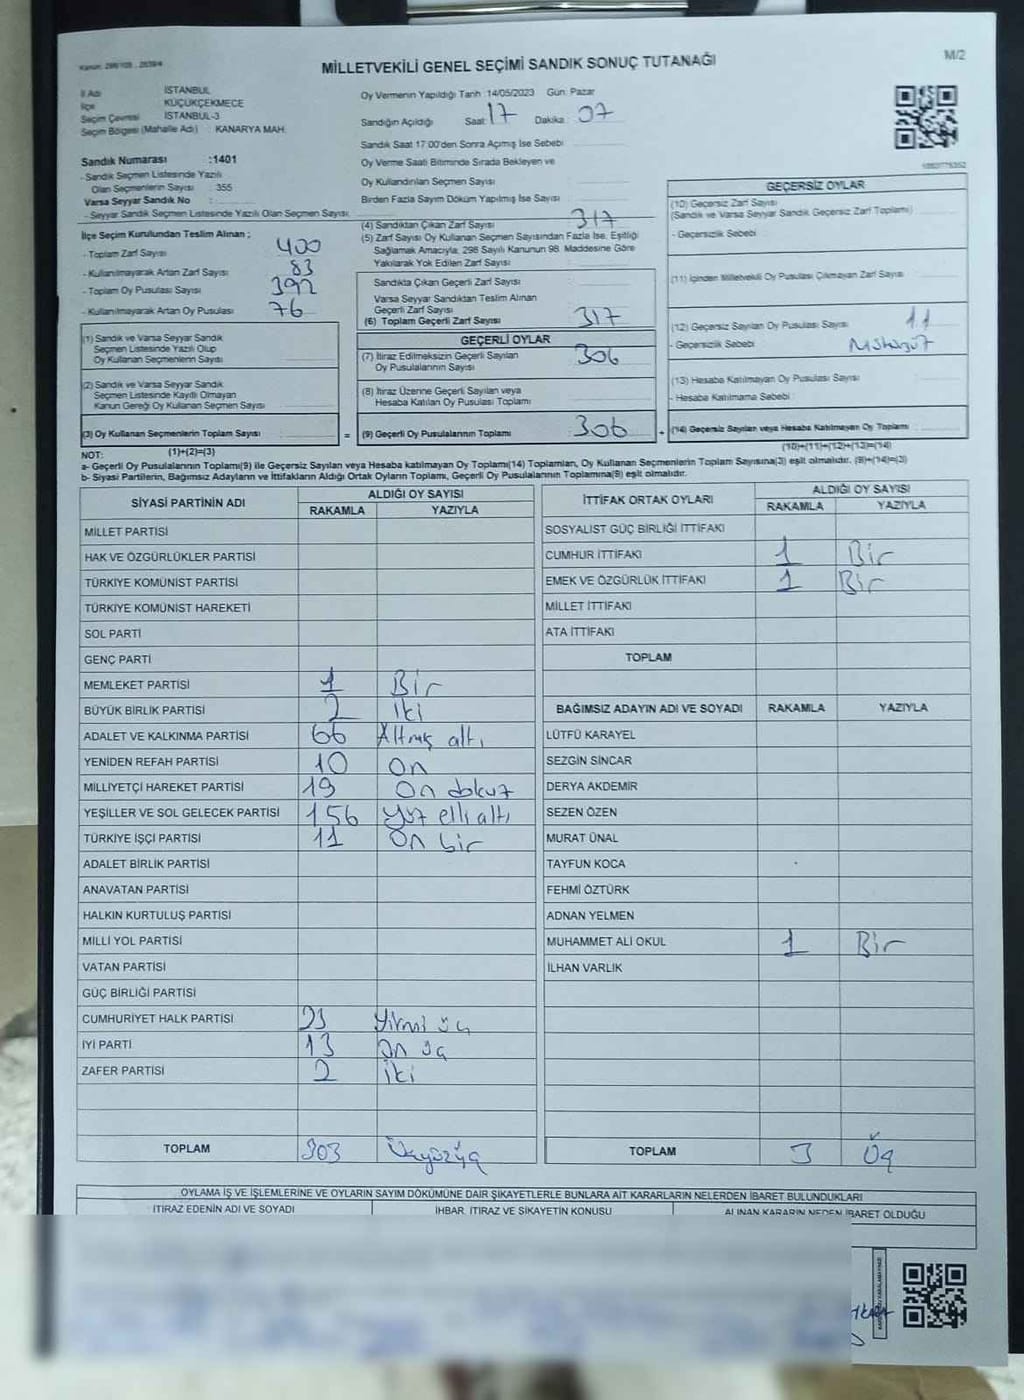 Kanun: 298/105 , 2839/4
MİLLETVEKİLİ GENEL SEÇİMİ SANDIK SONUÇ TUTANAĞI
M/2
İl Adı İSTANBUL
İlçe KÜÇÜKÇEKMECE
Seçim Çevresi İSTANBUL-3
Seçim Bölgesi (Mahalle Adı) KANARYA MAH.
Oy Vermenin Yapıldığı Tarih :14/05/2023 Gün: Pazar
Sandığın Açıldığı Saat: 17 Dakika: 07
Sandık Saat 17:00'den Sonra Açımış İse Sebebi
Oy Verme Saati Bitiminde Sırada Bekleyen ve
Oy Kullandırılan Seçmen Sayısı
Birden Fazla Sayım Döküm Yapılmış İse Sayısı
Sandık Numarası :1401
- Sandık Seçmen Listesinde Yazılı
Olan Seçmenlerin Sayısı : 355
Varsa Seyyar Sandık No :
- Seyyar Sandık Seçmen Listesinde Yazılı Olan Seçmen Sayısı
İlçe Seçim Kurulundan Teslim Alınan ;
- Toplam Zarf Sayısı 400
- Kullanılmayarak Artan Zarf Sayısı 83
- Toplam Oy Pusulası Sayısı 392
- Kullanılmayarak Artan Oy Pusulası 76
(4) Sandıktan Çıkan Zarf Sayısı 317
(5) Zarf Sayısı Oy Kullanan Seçmen Sayısından Fazla İse, Eşitliği
Sağlamak Amacıyla; 298 Sayılı Kanunun 98. Maddesine Göre
Yakılarak Yok Edilen Zarf Sayısı
Sandıkta Çıkan Geçerli Zarf Sayısı
Varsa Seyyar Sandıktan Teslim Alınan
Geçerli Zarf Sayısı
(6) Toplam Geçerli Zarf Sayısı 317
GEÇERSİZ OYLAR
(10) Geçersiz Zarf Sayısı
(Sandık ve Varsa Seyyar Sandık Geçersiz Zarf Toplamı)
- Geçersizlik Sebebi :
(11) İçinden Milletvekili Oy Pusulası Çıkmayan Zarf Sayısı
(12) Geçersiz Sayılan Oy Pusulası Sayısı 11
- Geçersizlik Sebebi
(13) Hesaba Katılmayan Oy Pusulası Sayısı
- Hesaba Katılmama Sebebi
(14) Geçersiz Sayılan veya Hesaba Katılmayan Oy Toplamı
(10)+(11)+(12)+(13)=(14)
(1) Sandık ve Varsa Seyyar Sandık
Seçmen Listesinde Yazılı Olup
Oy Kullanan Seçmenlerin Sayısı
(2) Sandık ve Varsa Seyyar Sandık
Seçmen Listesinde Kayıtlı Olmayan
Kanun Gereği Oy Kullanan Seçmen Sayısı
(3) Oy Kullanan Seçmenlerin Toplam Sayısı =
(1)+(2)=(3)
GEÇERLİ OYLAR
(7) İtiraz Edilmeksizin Geçerli Sayılan 306
Oy Pusulalarının Sayısı
(8) İtiraz Üzerine Geçerli Sayılan veya
Hesaba Katılan Oy Pusulası Toplamı
(9) Geçerli Oy Pusulalarının Toplamı 306 +
NOT:
a- Geçerli Oy Pusulalarının Toplamı(9) ile Geçersiz Sayılan veya Hesaba katılmayan Oy Toplamı(14) Toplamları, Oy Kullanan Seçmenlerin Toplam Sayısına(3) eşit olmalıdır. (9)+(14)=(3)
b- Siyasi Partilerin, Bağımsız Adayların ve İttifakların Aldığı Ortak Oyların Toplamı, Geçerli Oy Pusulalarının Toplamına(9) eşit olmalıdır.
SİYASİ PARTİNİN ADI ALDIĞI OY SAYISI
RAKAMLA YAZIYLA
MİLLET PARTİSİ
HAK VE ÖZGÜRLÜKLER PARTİSİ
TÜRKİYE KOMÜNİST PARTİSİ
TÜRKİYE KOMÜNİST HAREKETİ
SOL PARTİ
GENÇ PARTİ
MEMLEKET PARTİSİ 1 Bir
BÜYÜK BİRLİK PARTİSİ 2 iki
ADALET VE KALKINMA PARTİSİ 66 Altmış altı
YENİDEN REFAH PARTİSİ 10 On
MİLLİYETÇİ HAREKET PARTİSİ 19 On dokuz
YEŞİLLER VE SOL GELECEK PARTİSİ 156 Yüz elli altı
TÜRKİYE İŞÇİ PARTİSİ 11 On bir
ADALET BİRLİK PARTİSİ
ANAVATAN PARTİSİ
HALKIN KURTULUŞ PARTİSİ
MİLLİ YOL PARTİSİ
VATAN PARTİSİ
GÜÇ BİRLİĞİ PARTİSİ
CUMHURİYET HALK PARTİSİ 23 Yirmi üç
İYİ PARTİ 13 On üç
ZAFER PARTİSİ 2 iki
TOPLAM 303 Üçyüzüç
İTTİFAK ORTAK OYLARI ALDIĞI OY SAYISI
RAKAMLA YAZIYLA
SOSYALİST GÜÇ BİRLİĞİ İTTİFAKI
CUMHUR İTTİFAKI 1 Bir
EMEK VE ÖZGÜRLÜK İTTİFAKI 1 Bir
MİLLET İTTİFAKI
ATA İTTİFAKI
TOPLAM
BAĞIMSIZ ADAYIN ADI VE SOYADI RAKAMLA YAZIYLA
LÜTFÜ KARAYEL
SEZGİN SİNCAR
DERYA AKDEMİR
SEZEN ÖZEN
MURAT ÜNAL
TAYFUN KOCA
FEHMİ ÖZTÜRK
ADNAN YELMEN
MUHAMMET ALİ OKUL 1 Bir
İLHAN VARLIK
TOPLAM 3 Üç
OYLAMA İŞ VE İŞLEMLERİNE VE OYLARIN SAYIM DÖKÜMÜNE DAİR ŞİKAYETLERLE BUNLARA AİT KARARLARIN NELERDEN İBARET BULUNDUKLARI
İTİRAZ EDENİN ADI VE SOYADI İHBAR, İTİRAZ VE ŞİKAYETİN KONUSU ALINAN KARARIN NEDEN İBARET OLDUĞU